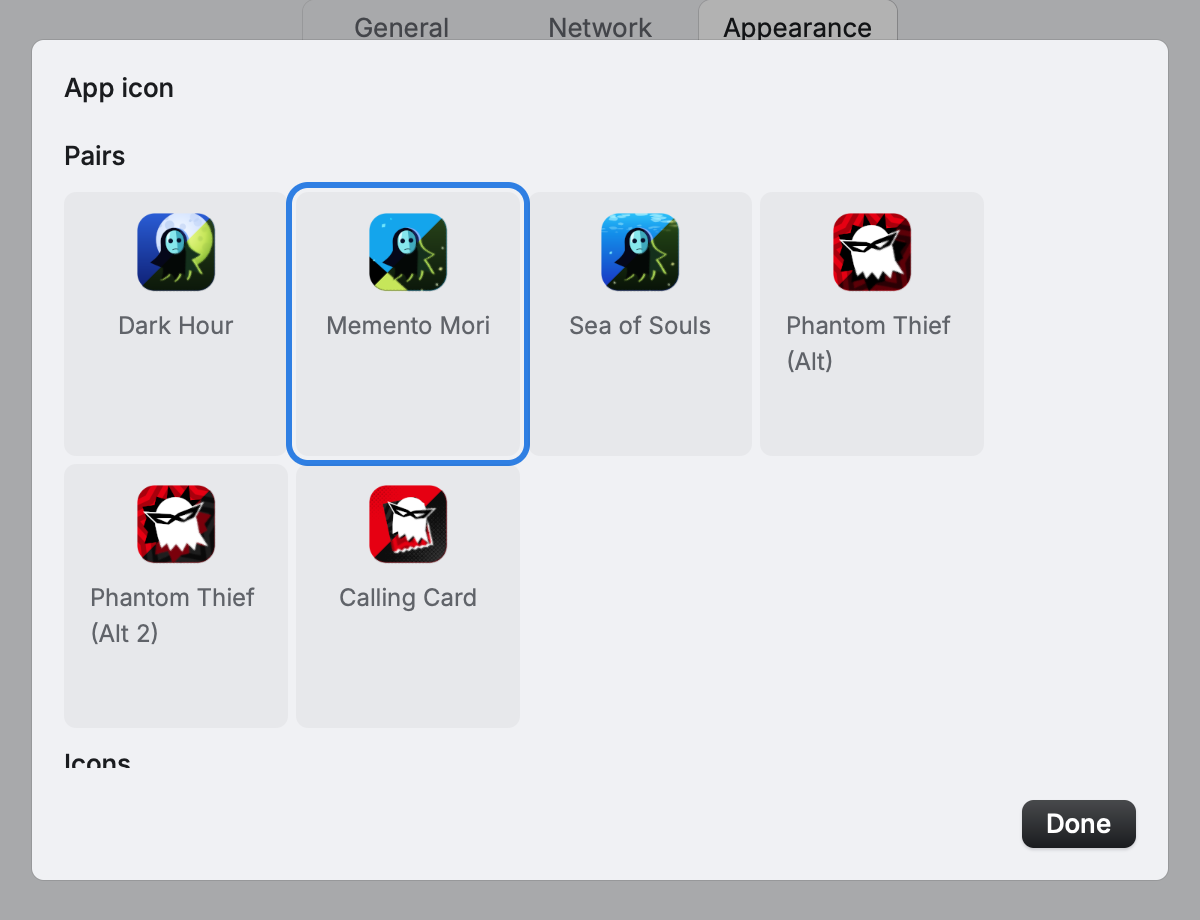 General
Network
Appearance
App icon
Pairs
Dark Hour
Memento Mori
Sea of Souls
Phantom Thief
(Alt)
Phantom Thief
(Alt 2)
Calling Card
Icons
Done